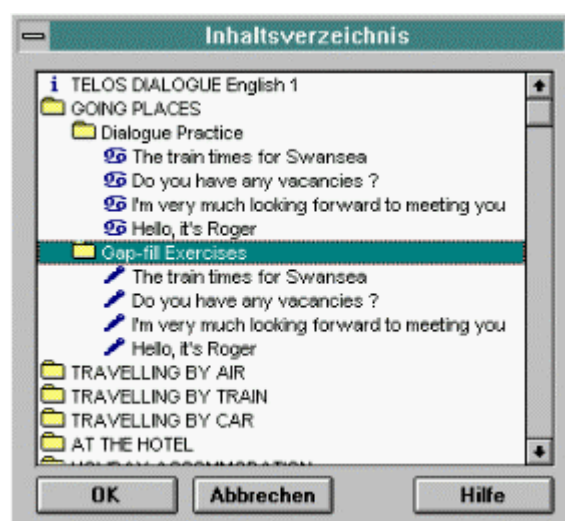 Inhaltsverzeichnis
i TELOS DIALOGUE English 1
GOING PLACES
Dialogue Practice
The train times for Swansea
Do you have any vacancies ?
I'm very much looking forward to meeting you
Hello, it's Roger
Gap-fill Exercises
The train times for Swansea
Do you have any vacancies ?
I'm very much looking forward to meeting you
Hello, it's Roger
TRAVELLING BY AIR
TRAVELLING BY TRAIN
TRAVELLING BY CAR
AT THE HOTEL
OK Abbrechen Hilfe